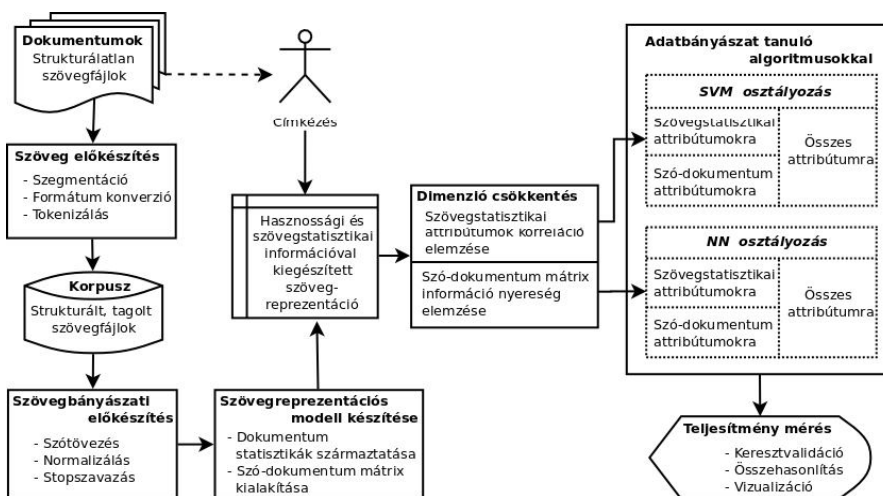 Dokumentumok
Strukturálatlan
szövegfájlok
Címkézés
Szöveg előkészítés
- Szegmentáció
- Formátum konverzió
- Tokenizálás
Korpusz
Strukturált, tagolt
szövegfájlok
Szövegbányászati
előkészítés
- Szótövezés
- Normalizálás
- Stopszavazás
Szövegreprezentációs
modell készítése
- Dokumentum
statisztikák származtatása
- Szó-dokumentum mátrix
kialakítása
Hasznossági és
szövegstatisztikai
információval
kiegészített
szöveg-
reprezentáció
Dimenzió csökkentés
Szövegstatisztikai
attribútumok korreláció
elemzése
Szó-dokumentum mátrix
információ nyereség
elemzése
Adatbányászat tanuló
algoritmusokkal
SVM osztályozás
Szövegstatisztikai
attribútumokra
Szó-dokumentum
attribútumokra
Összes
attribútumra
NN osztályozás
Szövegstatisztikai
attribútumokra
Szó-dokumentum
attribútumokra
Összes
attribútumra
Teljesítmény mérés
- Keresztvalidáció
- Összehasonlítás
- Vizualizáció